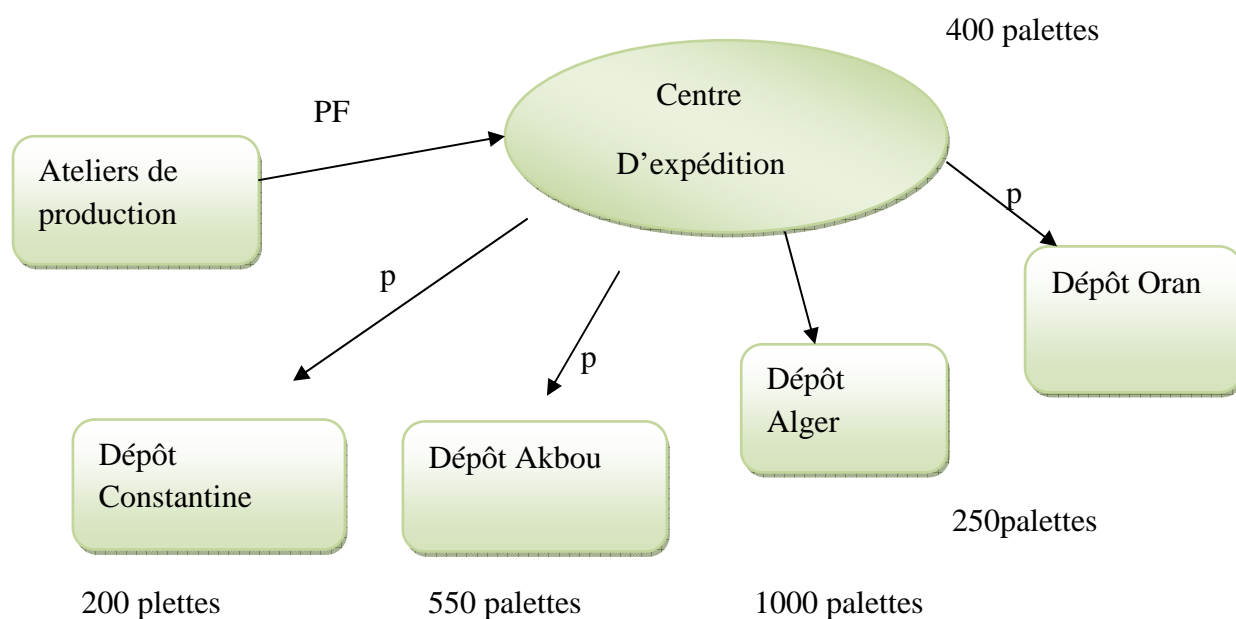 400 palettes
Centre
D’expédition
PF
Ateliers de
production
p
p
p
Dépôt Oran
Dépôt
Alger
Dépôt
Constantine
Dépôt Akbou
250palettes
200 plettes
550 palettes
1000 palettes